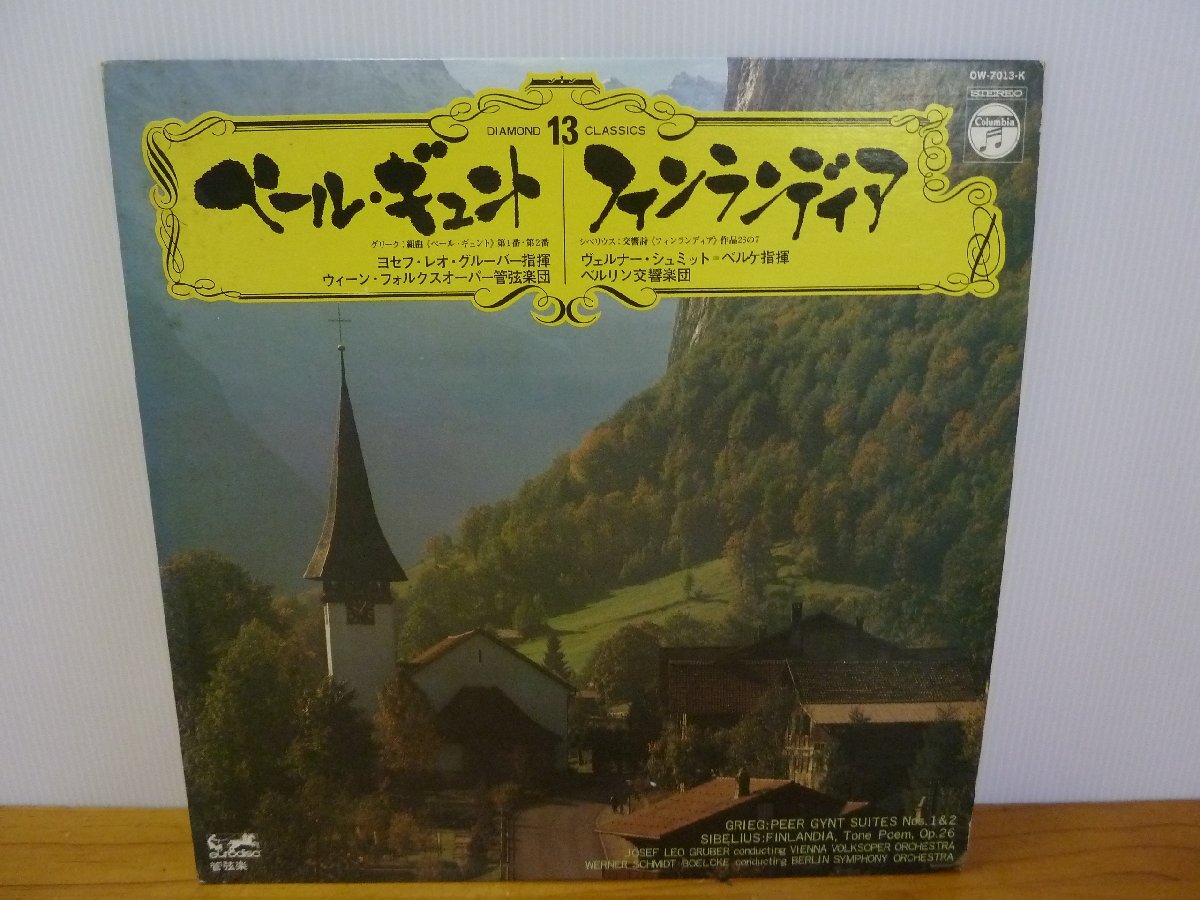 OW-7013-K
STEREO
Columbia
DIAMOND 13 CLASSICS
ペール・ギュント
グリーク:組曲《ペール・ギュント》第1番・第2番
ヨセフ・レオ・グルーバー指揮
ウィーン・フォルクスオーパー管弦楽団
フィンランディア
シベリウス:交響詩《フィンランディア》作品26の7
ヴェルナー・シュミット=ベルケ指揮
ベルリン交響楽団
GRIEG:PEER GYNT SUITES Nos.1&2
SIBELIUS:FINLANDIA, Tone Poem, Op.26
JOSEF LEO GRUBER conducting VIENNA VOLKSOPER ORCHESTRA
WERNER SCHMIDT BOELCKE conducting BERLIN SYMPHONY ORCHESTRA
eurodisc
管弦楽